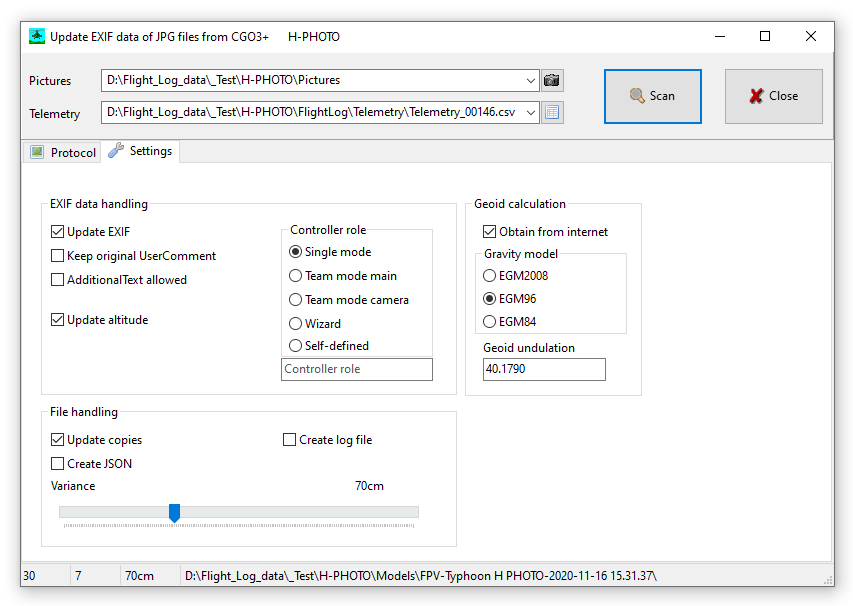 Update EXIF data of JPG files from CGO3+ H-PHOTO
Pictures
D:\Flight_Log_data\_Test\H-PHOTO\Pictures
Telemetry
D:\Flight_Log_data\_Test\H-PHOTO\FlightLog\Telemetry\Telemetry_00146.csv
Scan
Close
Protocol
Settings
EXIF data handling
Update EXIF
Keep original UserComment
AdditionalText allowed
Update altitude
Controller role
Single mode
Team mode main
Team mode camera
Wizard
Self-defined
Controller role
Geoid calculation
Obtain from internet
Gravity model
EGM2008
EGM96
EGM84
Geoid undulation
40.1790
File handling
Update copies
Create log file
Create JSON
Variance
70cm
30
7
70cm
D:\Flight_Log_data\_Test\H-PHOTO\Models\FPV-Typhoon H PHOTO-2020-11-16 15.31.37\